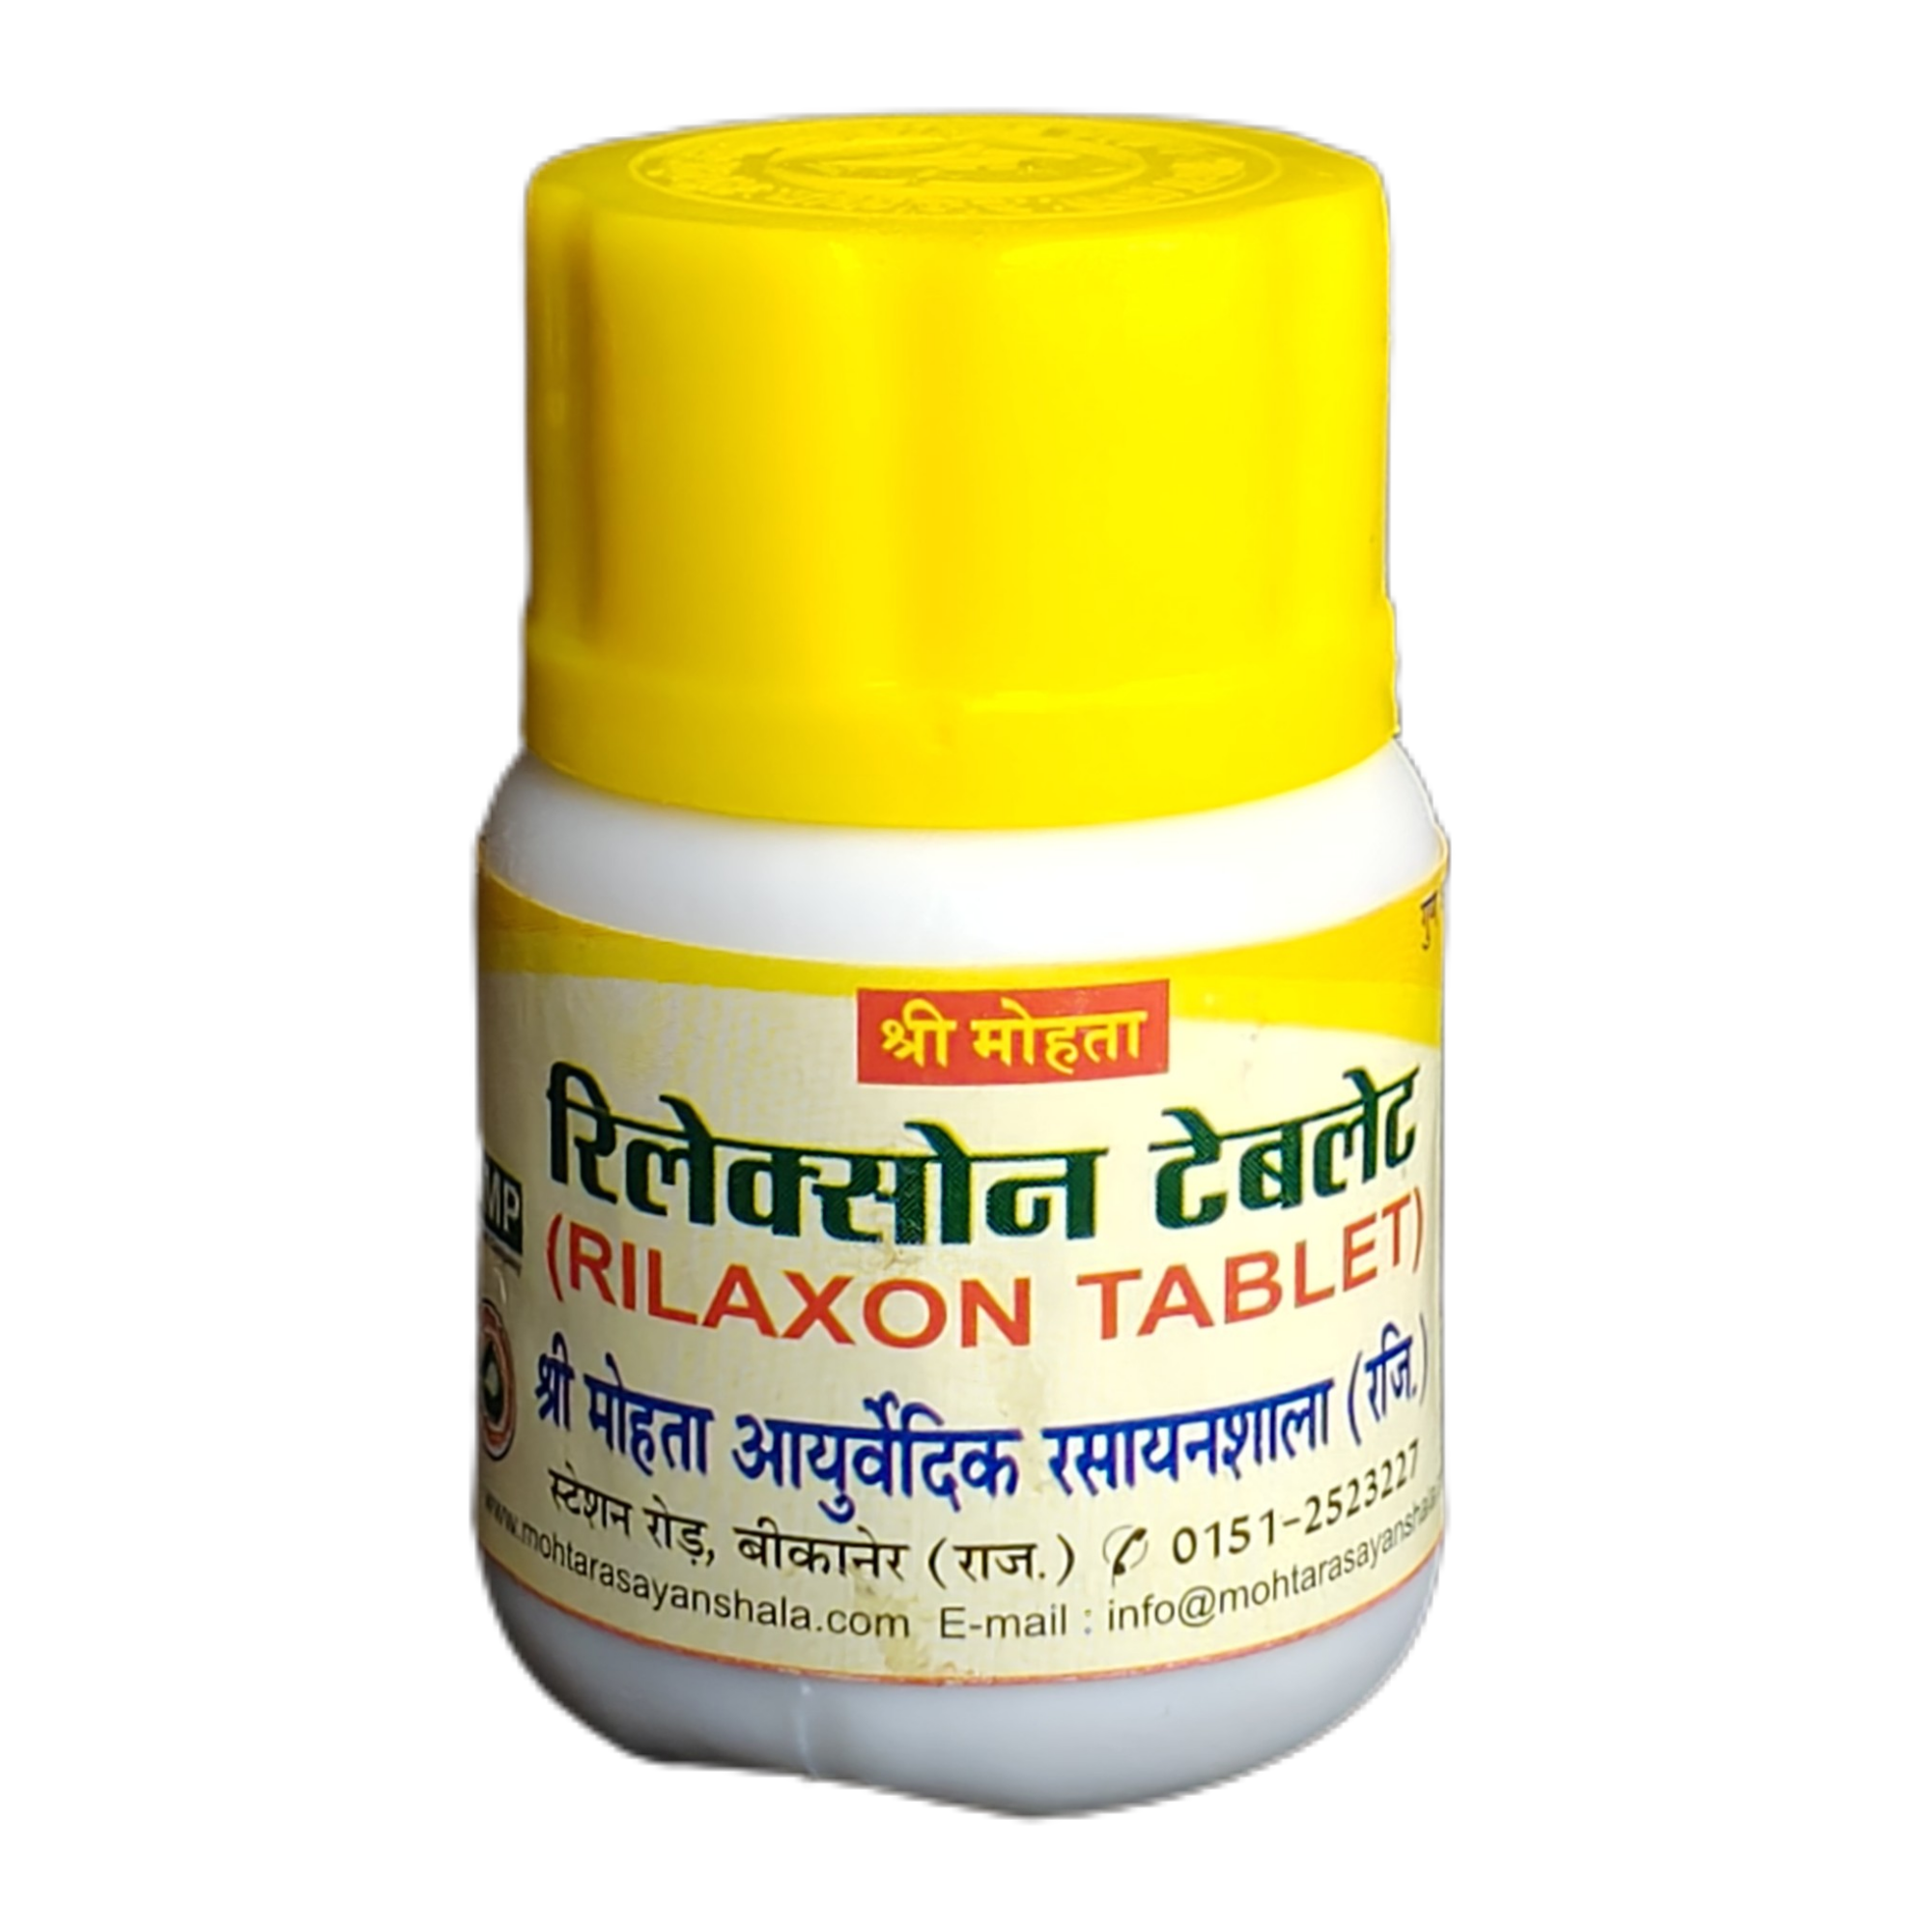 श्री मोहता
रिलेक्सोन टेबलेट
(RILAXON TABLET)
श्री मोहता आयुर्वेदिक रसायनशाला (रजि.)
स्टेशन रोड़, बीकानेर (राज.) ✆ 0151-2523227
www.mohtarasayanshala.com E-mail : info@mohtarasayanshala